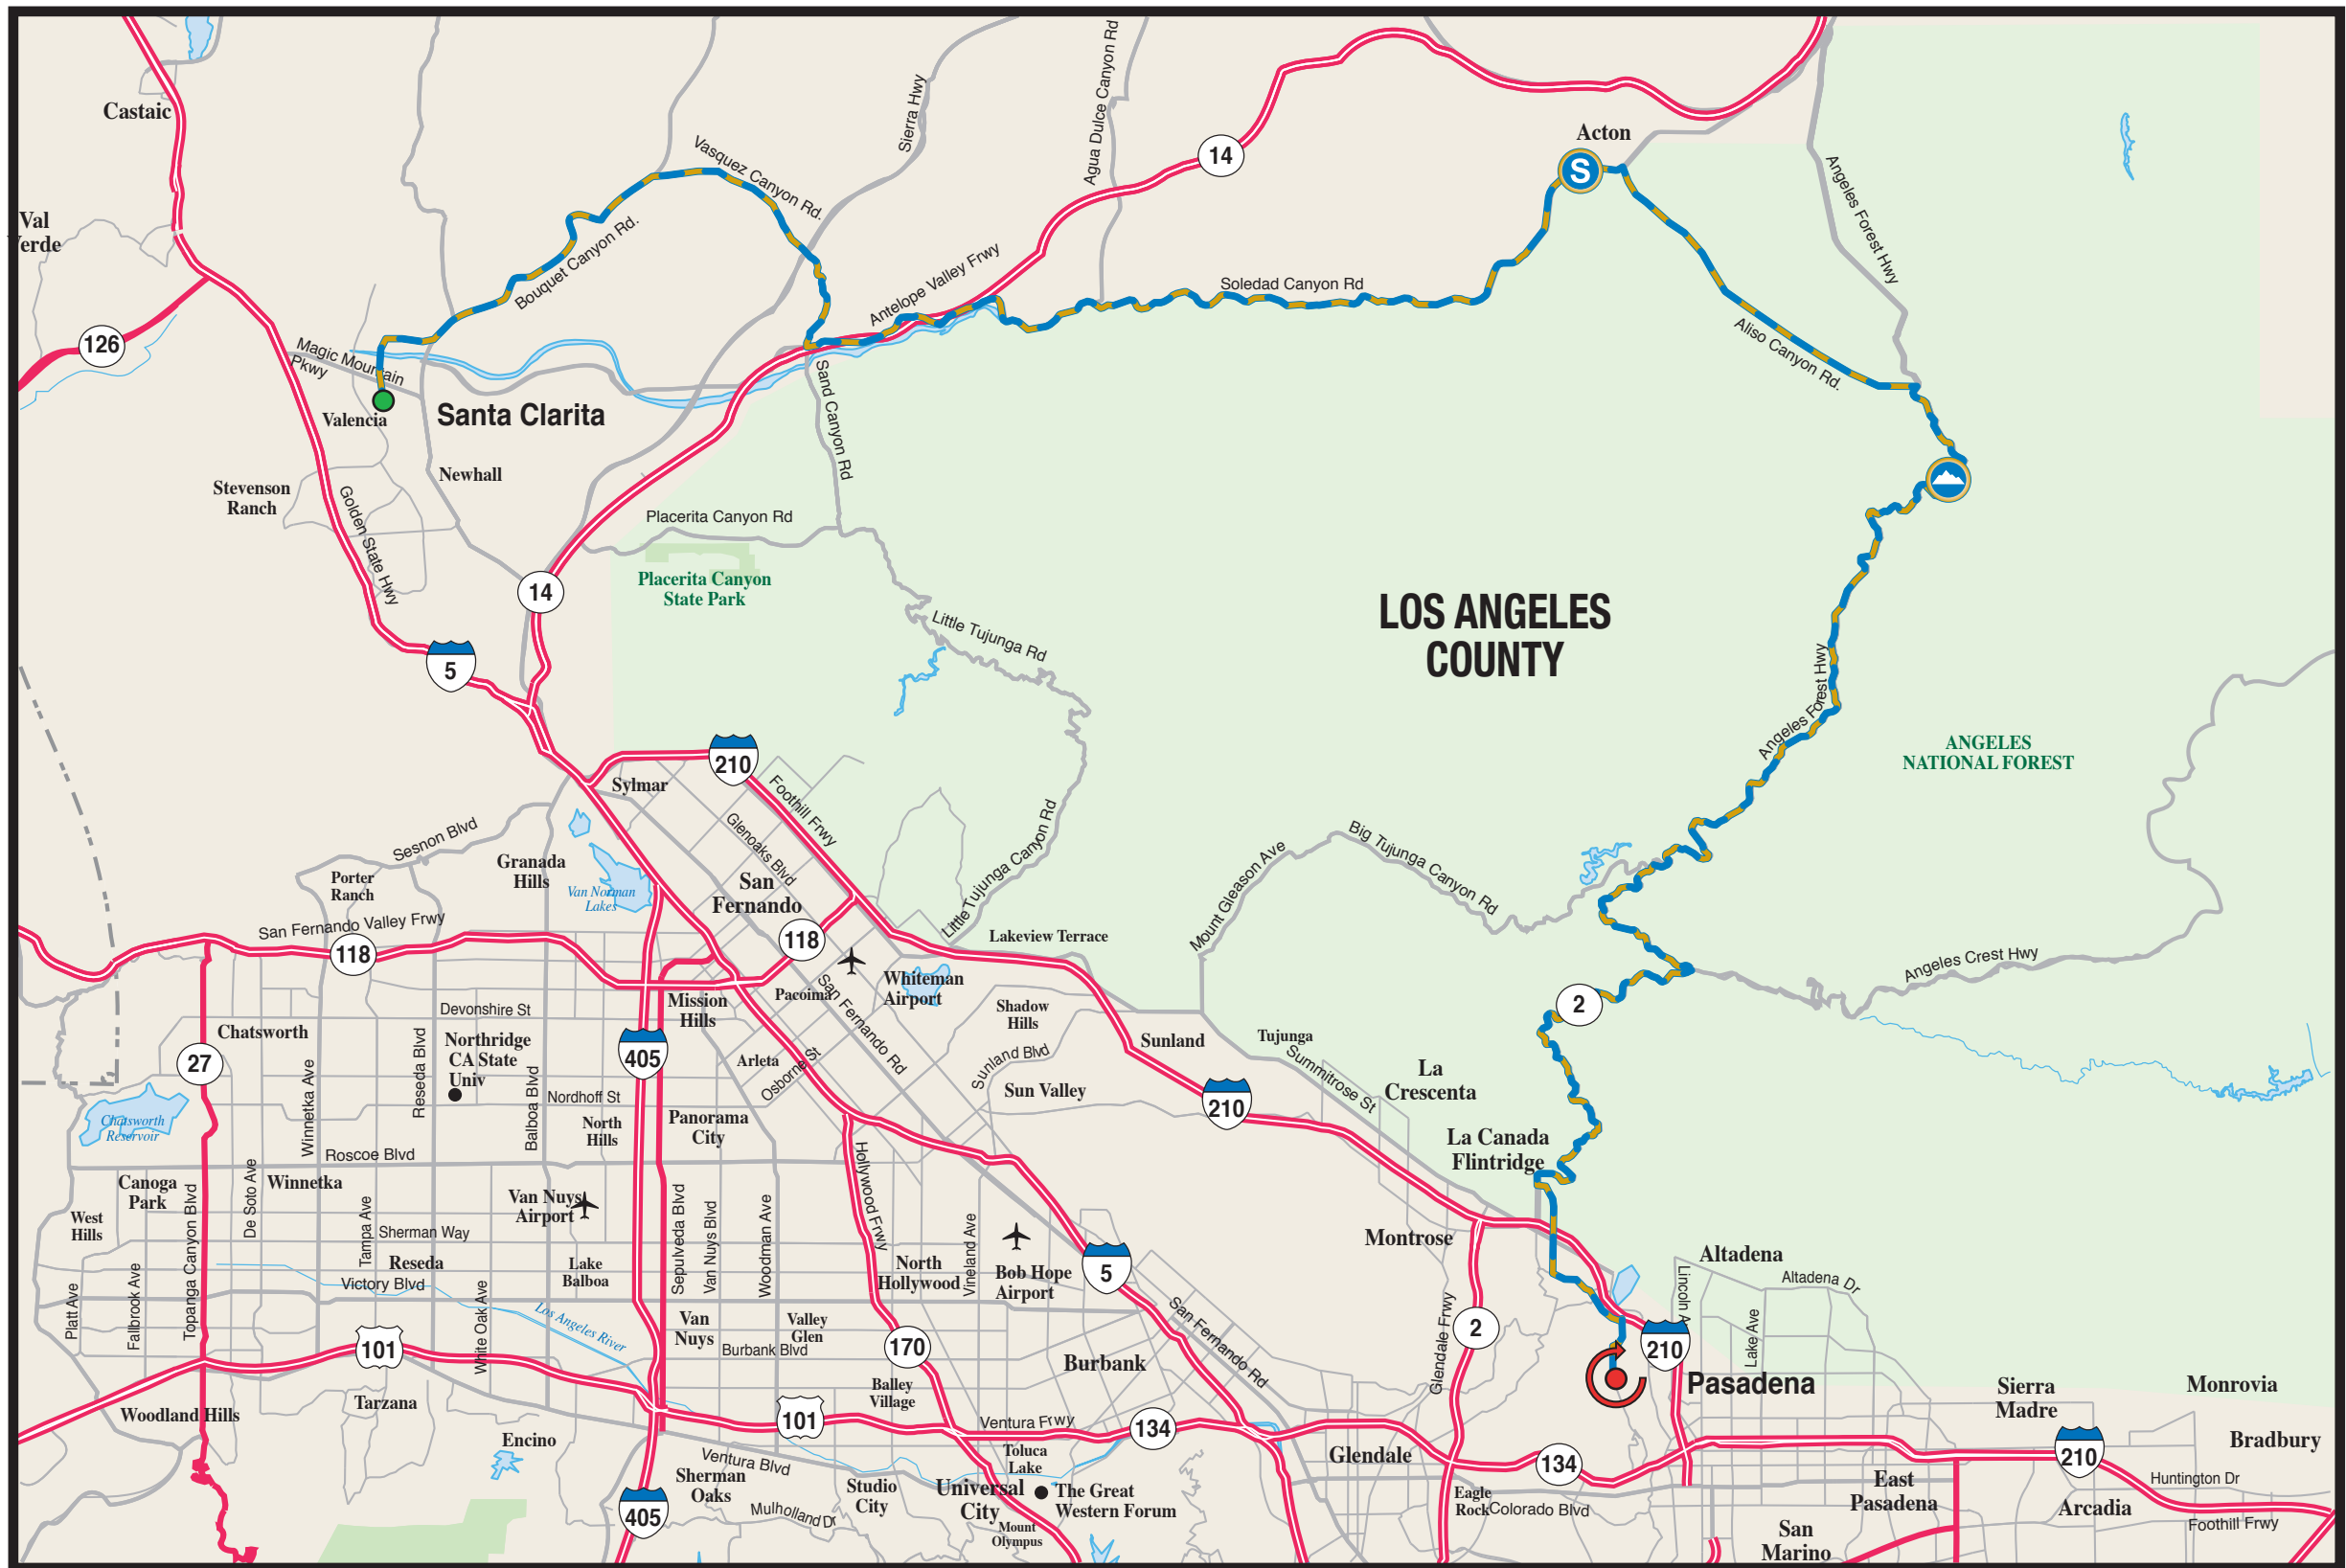 Castaic
Sierra Hwy
Agua Dulce Canyon Rd
14
Acton
S
Vasquez Canyon Rd.
Angeles Forest Hwy
Val
Verde
Bouquet Canyon Rd.
Antelope Valley Frwy
Soledad Canyon Rd
126
Magic Mountain
Pkwy
Aliso Canyon Rd.
Valencia
Santa Clarita
Sand Canyon Rd
Newhall
Stevenson
Ranch
Golden State Hwy
Placerita Canyon Rd
Placerita Canyon
State Park
14
LOS ANGELES
COUNTY
Little Tujunga Rd
5
Angeles Forest Hwy
ANGELES
NATIONAL FOREST
210
Sylmar
Foothill Frwy
Glenoaks Blvd
Sesnon Blvd
Granada
Hills
Porter
Ranch
Van Norman
Lakes
San
Fernando
Little Tujunga Canyon Rd
Mount Gleason Ave
Big Tujunga Canyon Rd
San Fernando Valley Frwy
118
118
Lakeview Terrace
Angeles Crest Hwy
Whiteman
Airport
Pacoima
San Fernando Rd
Mission
Hills
Shadow
Hills
2
Devonshire St
Chatsworth
Northridge
CA State
Univ
27
405
Arleta
Osborne St
Sunland Blvd
Sunland
Tujunga
Summitrose St
La
Crescenta
Sun Valley
210
Winnetka Ave
Reseda Blvd
Balboa Blvd
Nordhoff St
North
Hills
Panorama
City
Chatsworth
Reservoir
La Canada
Flintridge
Roscoe Blvd
Hollywood Frwy
Canoga
Park
De Soto Ave
Winnetka
Van Nuys
Airport
West
Hills
Topanga Canyon Blvd
Tampa Ave
Sherman Way
Sepulveda Blvd
Van Nuys Blvd
Woodman Ave
Vineland Ave
Montrose
Altadena
Reseda
Lake
Balboa
North
Hollywood
Bob Hope
Airport
5
Victory Blvd
Altadena Dr
Platt Ave
Fallbrook Ave
White Oak Ave
Los Angeles River
Van
Nuys
Valley
Glen
Burbank Blvd
170
San Fernando Rd
Glendale Frwy
2
Lincoln A
Lake Ave
210
101
Burbank
Pasadena
Tarzana
Balley
Village
Woodland Hills
101
Ventura Frwy
134
Sierra
Madre
Monrovia
Encino
Ventura Blvd
Toluca
Lake
Glendale
134
210
Bradbury
Sherman
Oaks
Studio
City
Universal
City
The Great
Western Forum
Eagle
Rock
Colorado Blvd
East
Pasadena
Huntington Dr
Arcadia
405
Mulholland Dr
Mount
Olympus
San
Marino
Foothill Frwy